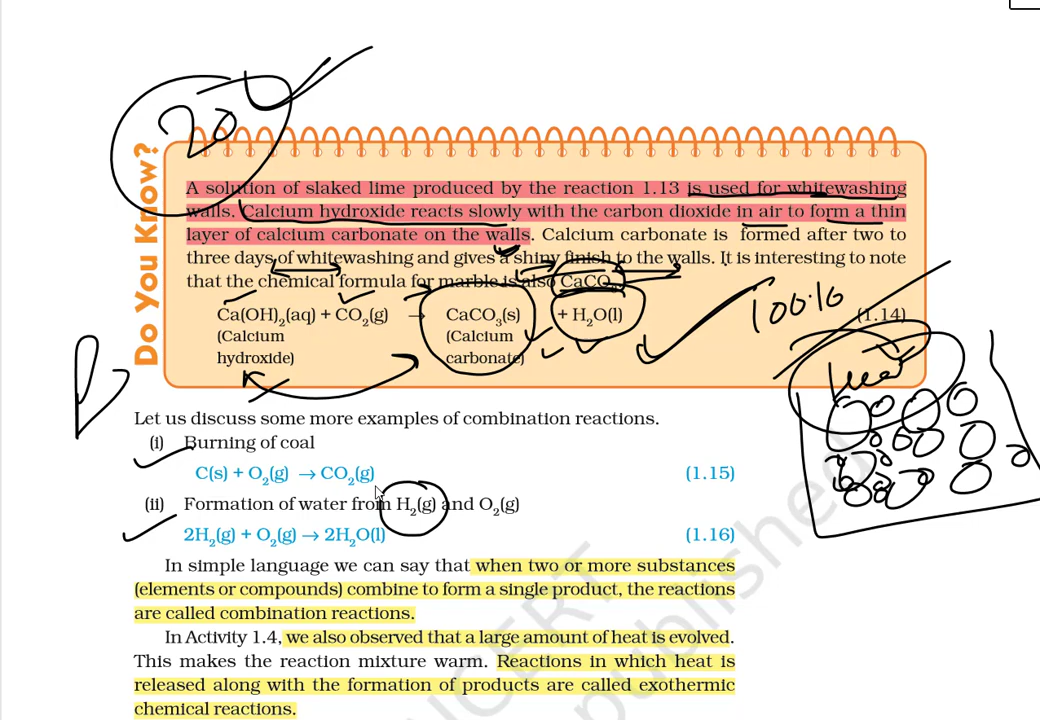 20
Do You Know?
A solution of slaked lime produced by the reaction 1.13 is used for whitewashing
walls. Calcium hydroxide reacts slowly with the carbon dioxide in air to form a thin
layer of calcium carbonate on the walls. Calcium carbonate is formed after two to
three days of whitewashing and gives a shiny finish to the walls. It is interesting to note
that the chemical formula for marble is also CaCO₃.
Ca(OH)₂(aq) + CO₂(g) → CaCO₃(s) + H₂O(l) (1.14)
(Calcium (Calcium
hydroxide) carbonate)
100%
heat
Let us discuss some more examples of combination reactions.
(i) Burning of coal
C(s) + O₂(g) → CO₂(g) (1.15)
(ii) Formation of water from H₂(g) and O₂(g)
2H₂(g) + O₂(g) → 2H₂O(l) (1.16)
In simple language we can say that when two or more substances
(elements or compounds) combine to form a single product, the reactions
are called combination reactions.
In Activity 1.4, we also observed that a large amount of heat is evolved.
This makes the reaction mixture warm. Reactions in which heat is
released along with the formation of products are called exothermic
chemical reactions.
NCERT
published